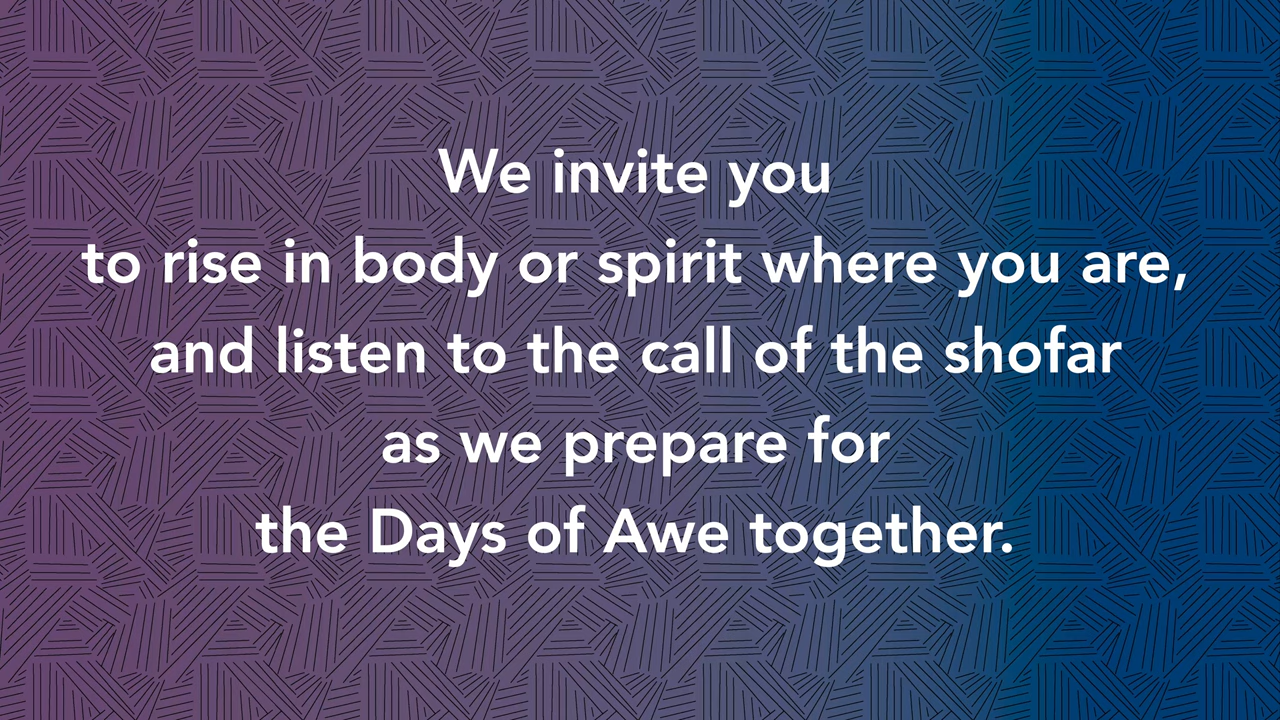 We invite you
to rise in body or spirit where you are,
and listen to the call of the shofar
as we prepare for
the Days of Awe together.